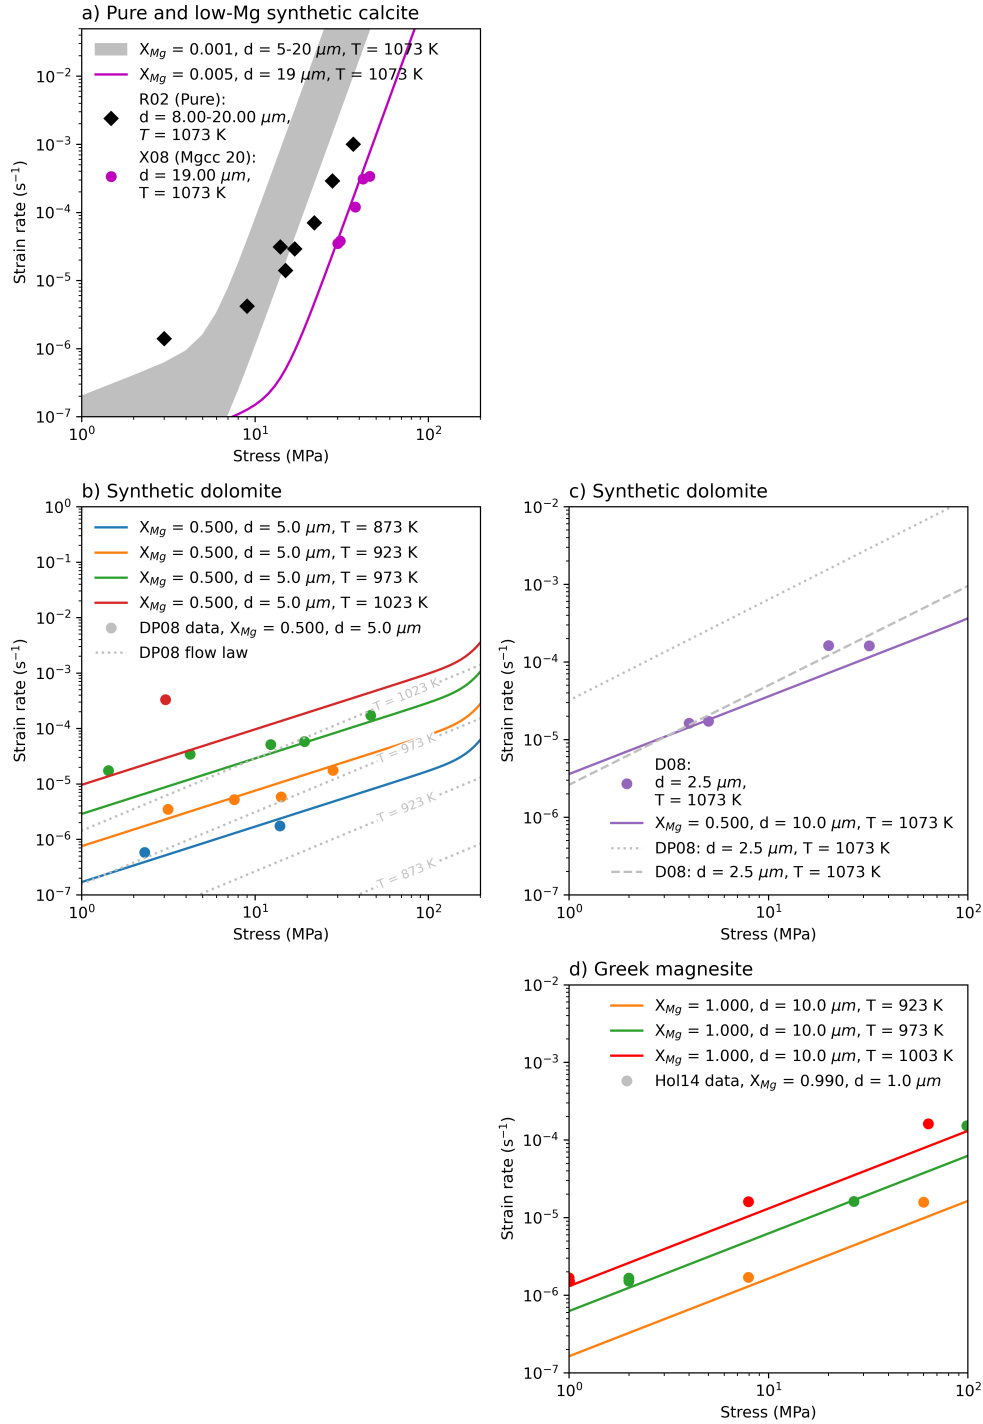 a) Pure and low-Mg synthetic calcite
X_Mg = 0.001, d = 5-20 μm, T = 1073 K
X_Mg = 0.005, d = 19 μm, T = 1073 K
R02 (Pure):
d = 8.00-20.00 μm,
T = 1073 K
X08 (Mgcc 20):
d = 19.00 μm,
T = 1073 K
Strain rate (s⁻¹)
10⁻²
10⁻³
10⁻⁴
10⁻⁵
10⁻⁶
10⁻⁷
10⁰ 10¹ 10²
Stress (MPa)
b) Synthetic dolomite
X_Mg = 0.500, d = 5.0 μm, T = 873 K
X_Mg = 0.500, d = 5.0 μm, T = 923 K
X_Mg = 0.500, d = 5.0 μm, T = 973 K
X_Mg = 0.500, d = 5.0 μm, T = 1023 K
DP08 data, X_Mg = 0.500, d = 5.0 μm
DP08 flow law
T = 1023 K
T = 973 K
T = 923 K
T = 873 K
Strain rate (s⁻¹)
10⁰
10⁻¹
10⁻²
10⁻³
10⁻⁴
10⁻⁵
10⁻⁶
10⁻⁷
10⁰ 10¹ 10²
Stress (MPa)
c) Synthetic dolomite
D08:
d = 2.5 μm,
T = 1073 K
X_Mg = 0.500, d = 10.0 μm, T = 1073 K
DP08: d = 2.5 μm, T = 1073 K
D08: d = 2.5 μm, T = 1073 K
Strain rate (s⁻¹)
10⁻²
10⁻³
10⁻⁴
10⁻⁵
10⁻⁶
10⁻⁷
10⁰ 10¹ 10²
Stress (MPa)
d) Greek magnesite
X_Mg = 1.000, d = 10.0 μm, T = 923 K
X_Mg = 1.000, d = 10.0 μm, T = 973 K
X_Mg = 1.000, d = 10.0 μm, T = 1003 K
Hol14 data, X_Mg = 0.990, d = 1.0 μm
Strain rate (s⁻¹)
10⁻²
10⁻³
10⁻⁴
10⁻⁵
10⁻⁶
10⁻⁷
10⁰ 10¹ 10²
Stress (MPa)